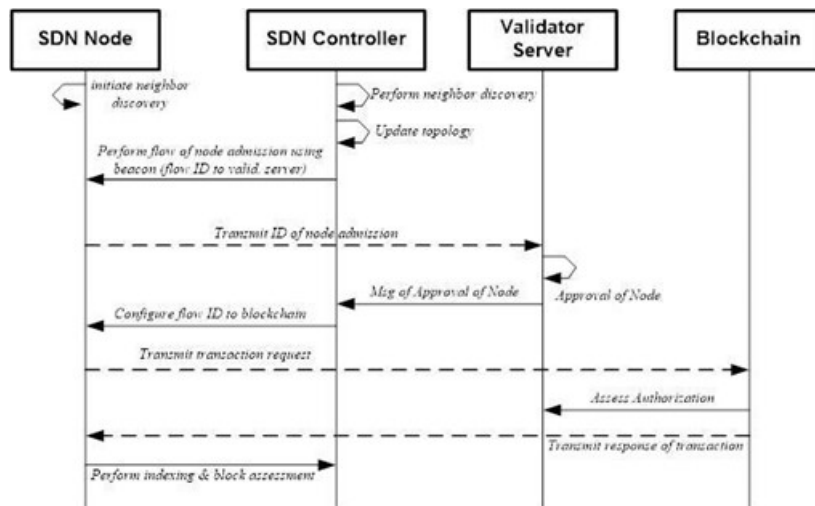 SDN Node
SDN Controller
Validator
Server
Blockchain
initiate neighbor
discovery
Perform neighbor discovery
Update topology
Perform flow of node admission using
beacon (flow ID to valid. server)
Transmit ID of node admission
Approval of Node
Msg of Approval of Node
Configure flow ID to blockchain
Transmit transaction request
Assess Authorization
Transmit response of transaction
Perform indexing & block assessment